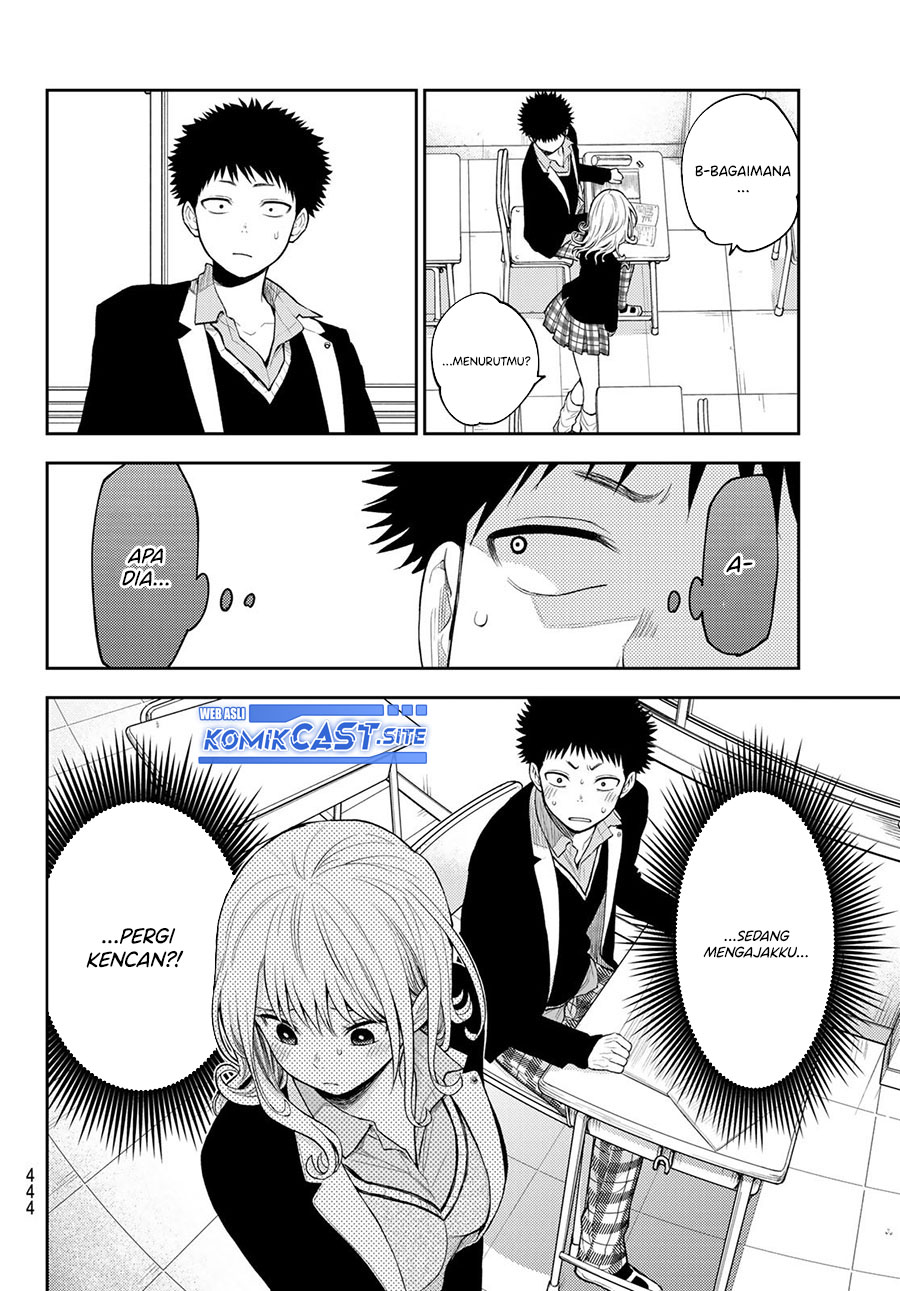 B-BAGAIMANA
...
...MENURUTMU?
A-
APA
DIA...
WEB ASLI
KOMIKCAST.SITE
...SEDANG
MENGAJAKKU...
...PERGI
KENCAN?!
444